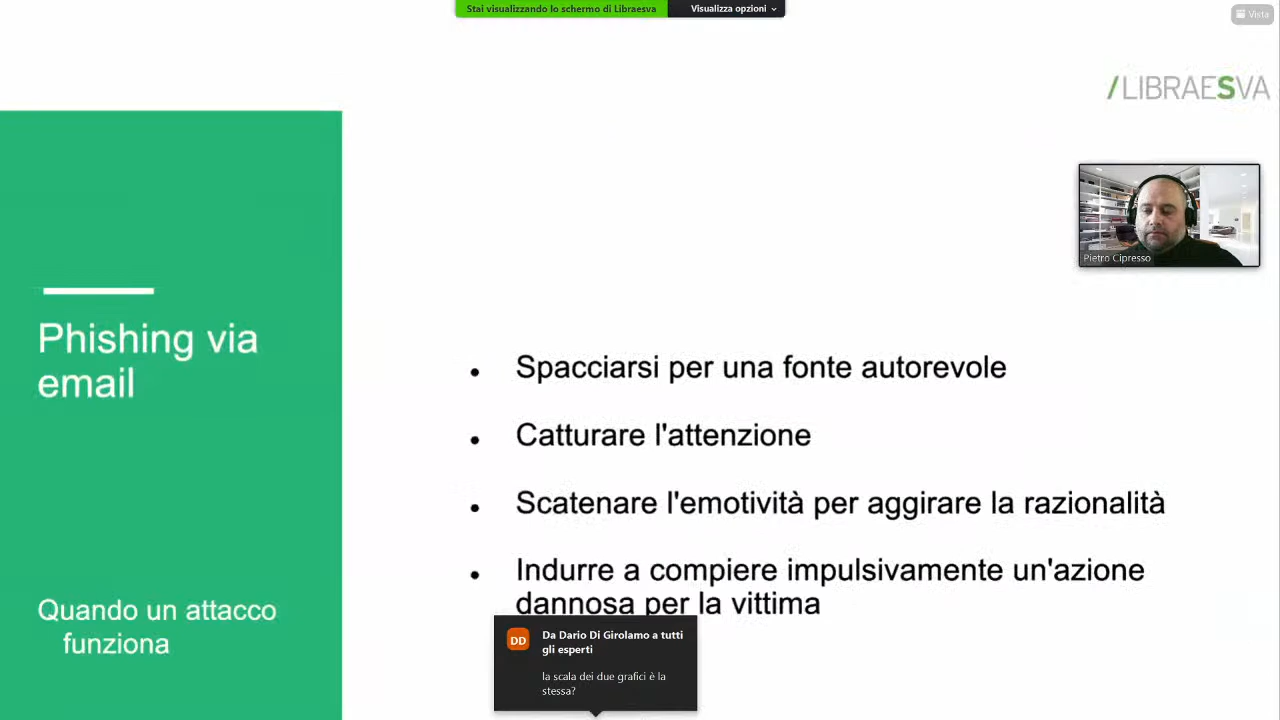 Stai visualizzando lo schermo di Libraesva
Visualizza opzioni
Vista
/LIBRAESVA
Pietro Cipresso
Phishing via
email
Quando un attacco
funziona
• Spacciarsi per una fonte autorevole
• Catturare l'attenzione
• Scatenare l'emotività per aggirare la razionalità
• Indurre a compiere impulsivamente un'azione
dannosa per la vittima
DD
Da Dario Di Girolamo a tutti
gli esperti
la scala dei due grafici è la
stessa?